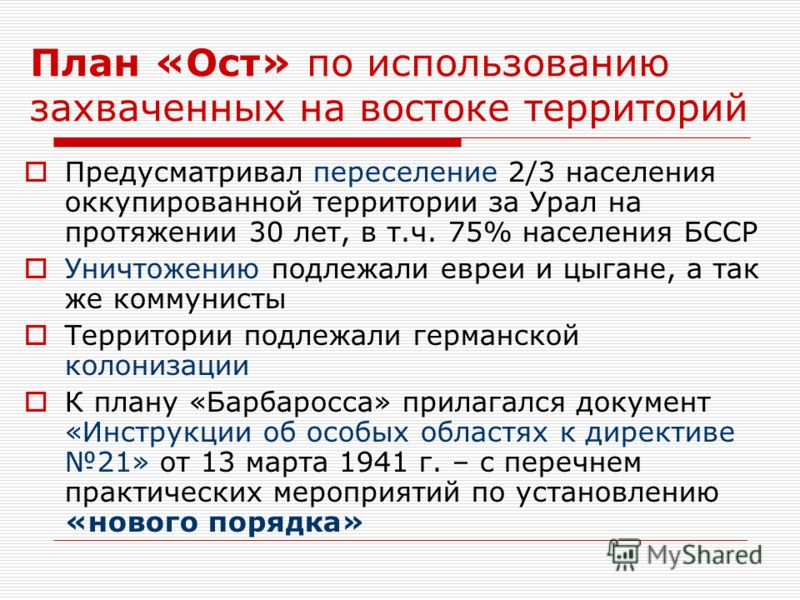 План «Ост» по использованию
захваченных на востоке территорий
Предусматривал переселение 2/3 населения
оккупированной территории за Урал на
протяжении 30 лет, в т.ч. 75% населения БССР
Уничтожению подлежали евреи и цыгане, а так
же коммунисты
Территории подлежали германской
колонизации
К плану «Барбаросса» прилагался документ
«Инструкции об особых областях к директиве
№21» от 13 марта 1941 г. – с перечнем
практических мероприятий по установлению
«нового порядка»
MyShared